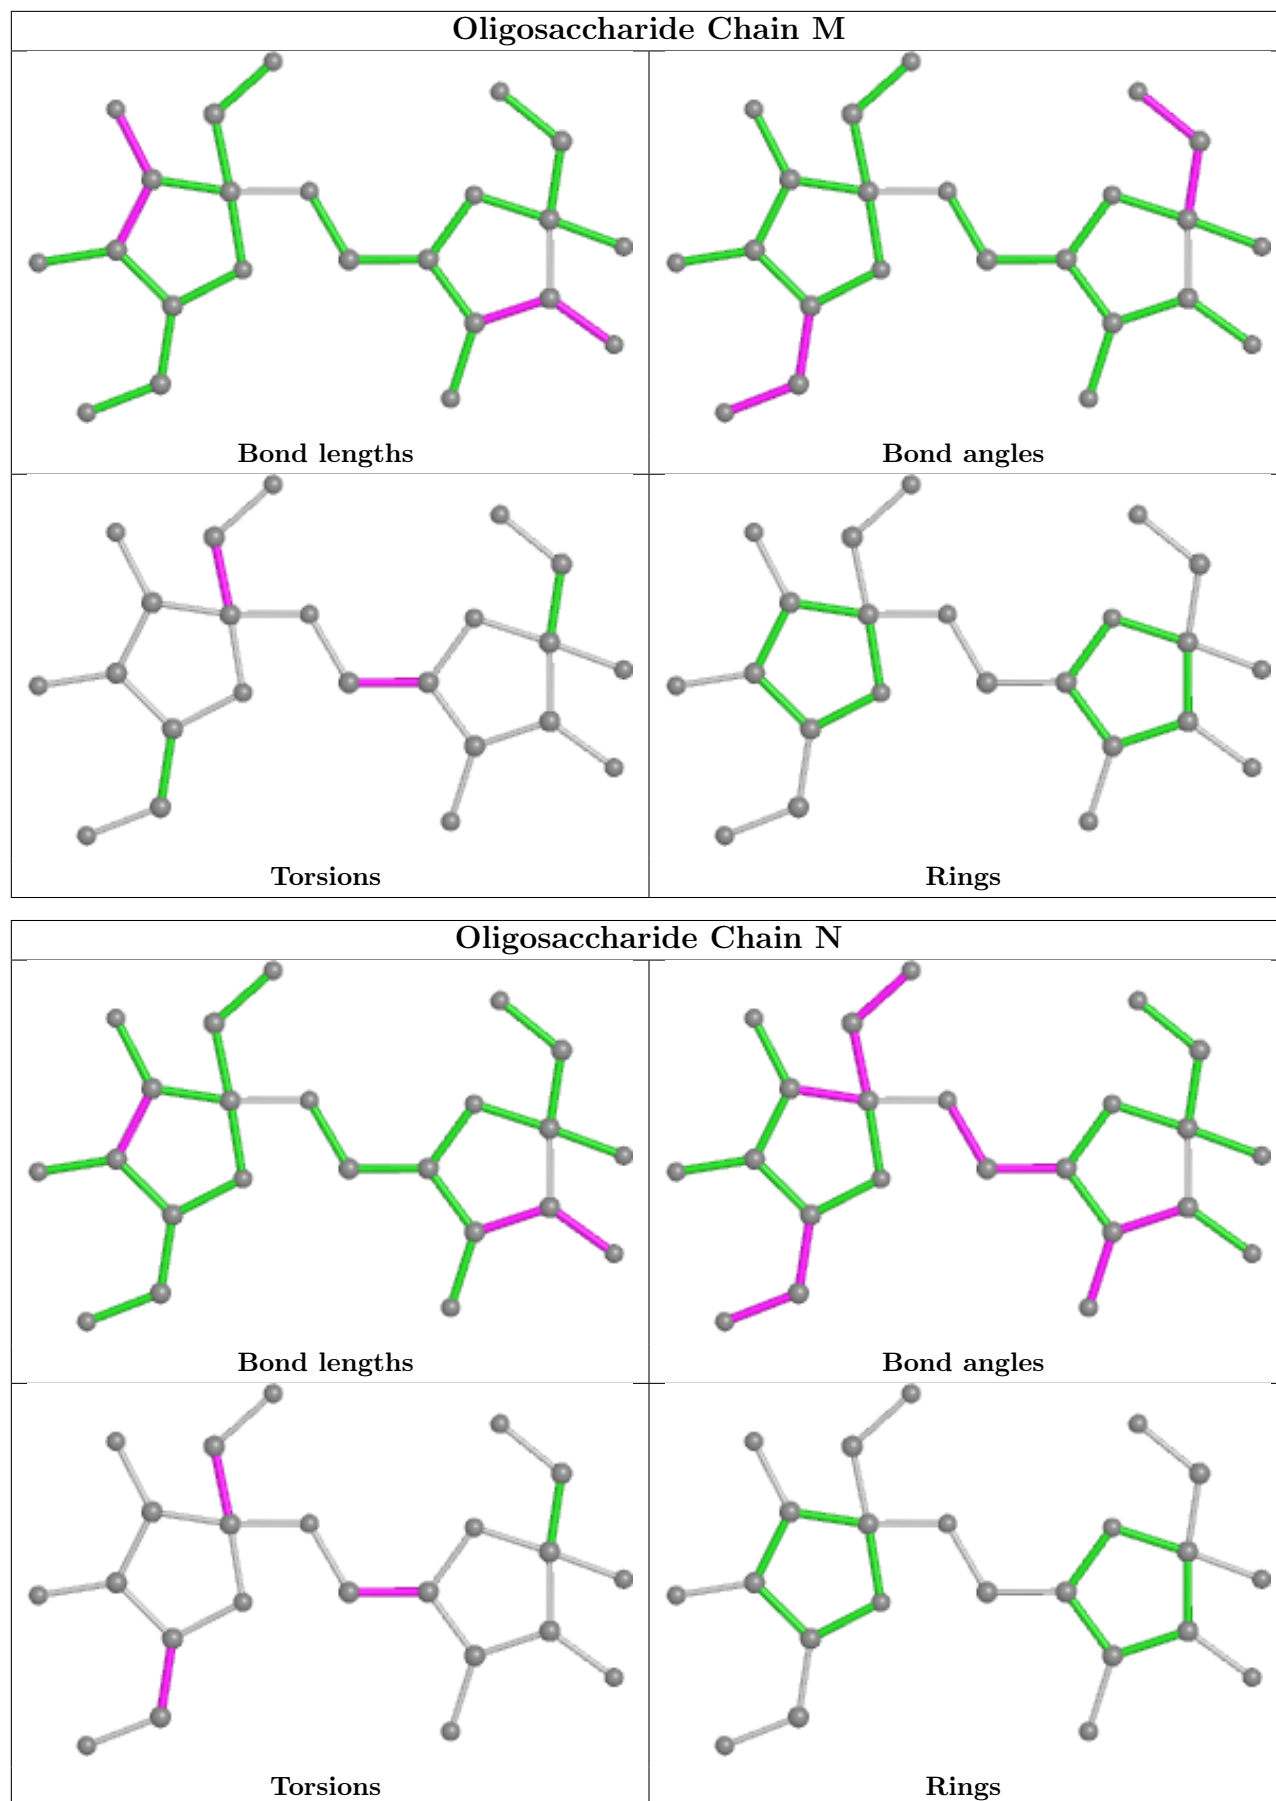 Oligosaccharide Chain M
Bond lengths
Bond angles
Torsions
Rings
Oligosaccharide Chain N
Bond lengths
Bond angles
Torsions
Rings